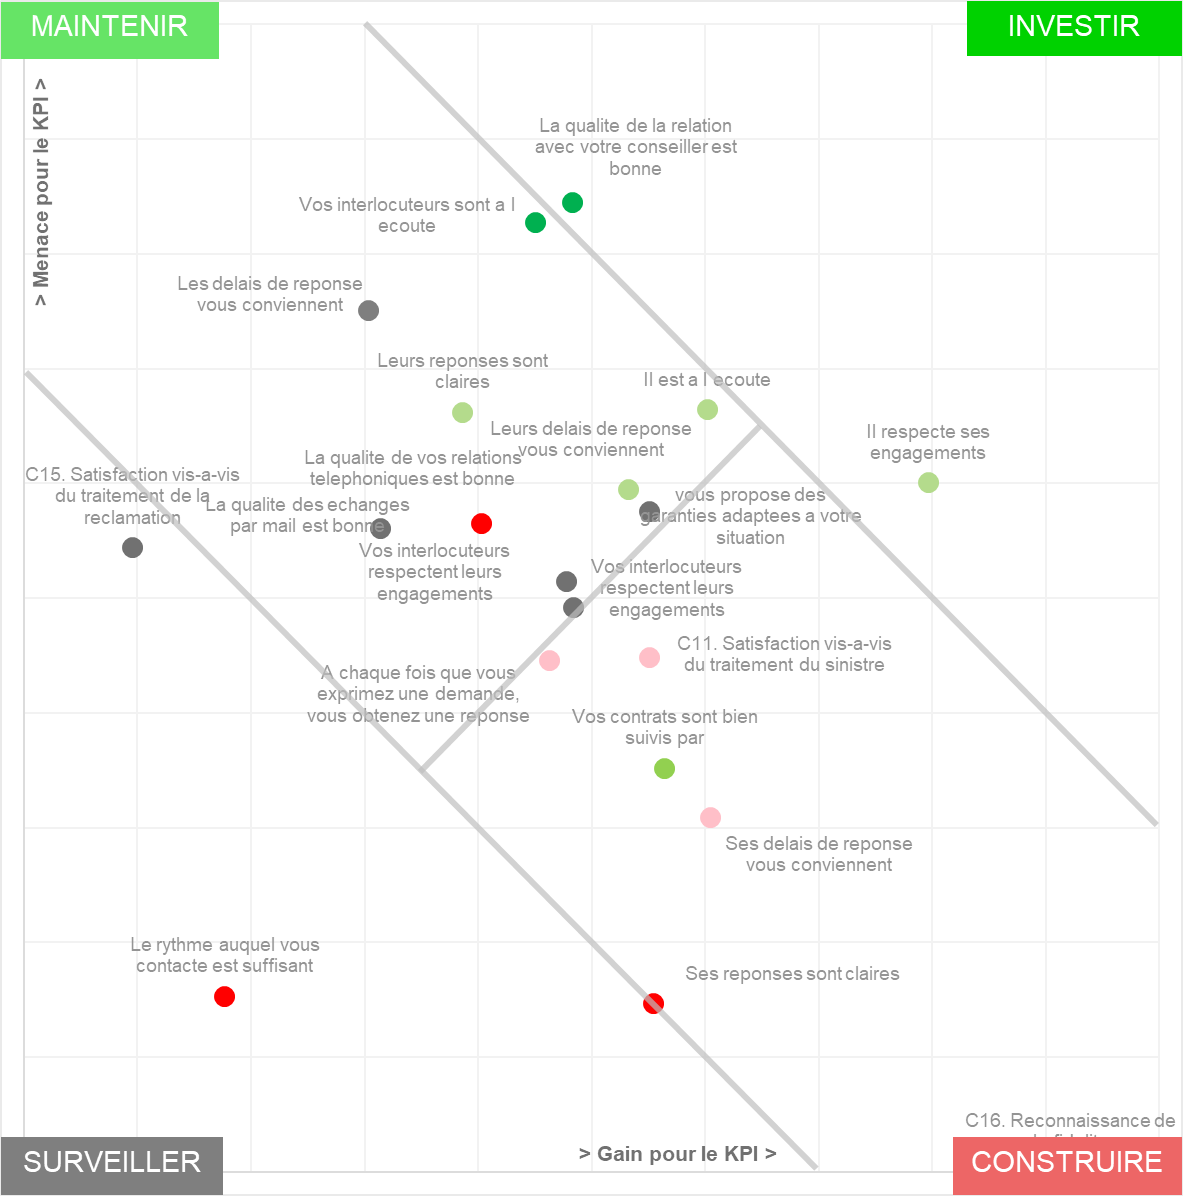 MAINTENIR
INVESTIR
> Menace pour le KPI >
La qualite de la relation
avec votre conseiller est
bonne
Vos interlocuteurs sont a l
ecoute
Les delais de reponse
vous conviennent
Leurs reponses sont
claires
Il est a l ecoute
Leurs delais de reponse
vous conviennent
Il respecte ses
engagements
La qualite de vos relations
telephoniques est bonne
C15. Satisfaction vis-a-vis
du traitement de la
reclamation
La qualite des echanges
par mail est bonne
vous propose des
garanties adaptees a votre
situation
Vos interlocuteurs
respectent leurs
engagements
Vos interlocuteurs
respectent leurs
engagements
C11. Satisfaction vis-a-vis
du traitement du sinistre
A chaque fois que vous
exprimez une demande,
vous obtenez une reponse
Vos contrats sont bien
suivis par
Ses delais de reponse
vous conviennent
Le rythme auquel vous
contacte est suffisant
Ses reponses sont claires
C16. Reconnaissance de
> Gain pour le KPI >
SURVEILLER
CONSTRUIRE